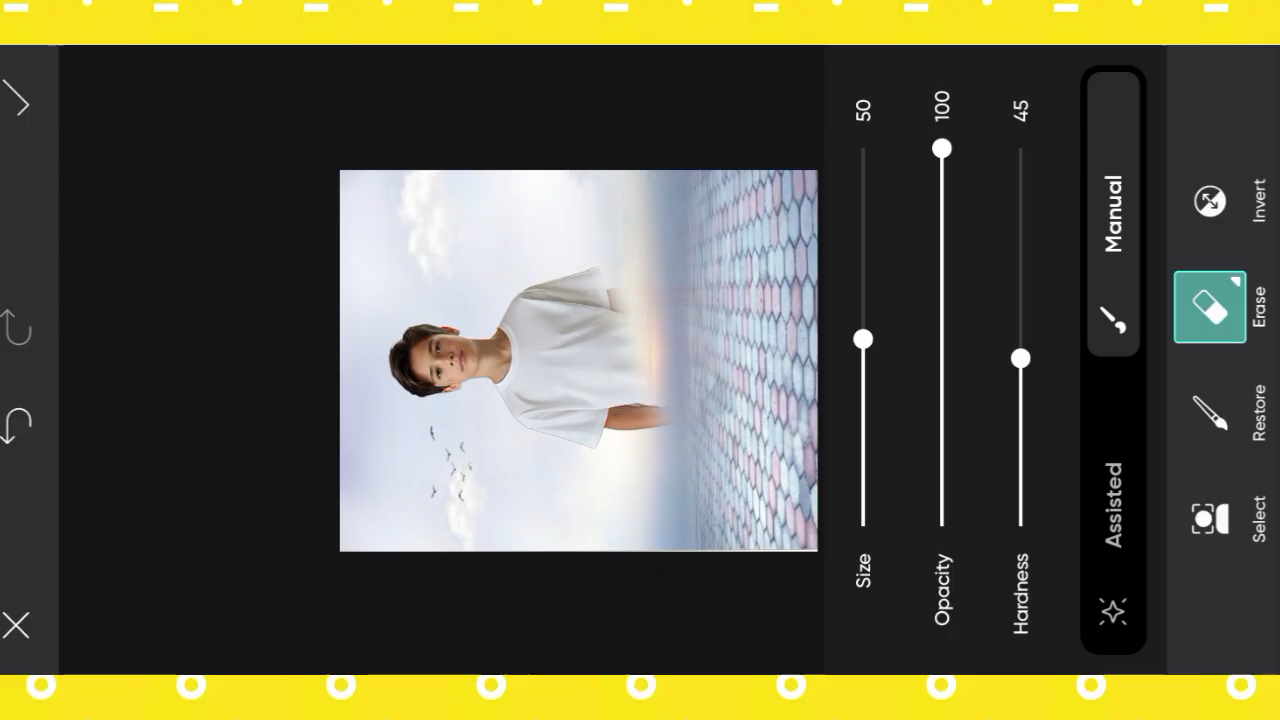 Size 50
Opacity 100
Hardness 45
Assisted Manual
Select Restore Erase Invert